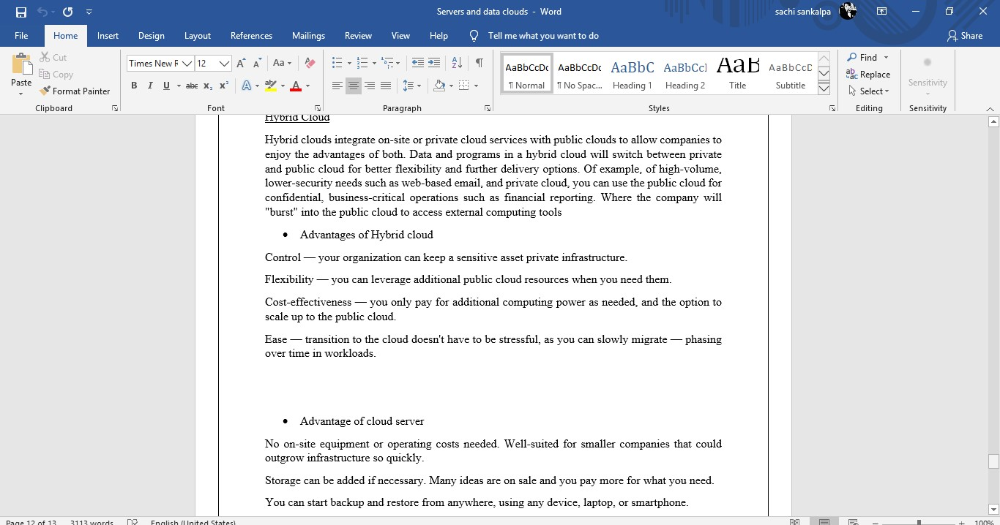 Servers and data clouds - Word
sachi sankalpa
File Home Insert Design Layout References Mailings Review View Help Tell me what you want to do Share
Paste
Cut
Copy
Format Painter
Clipboard
Times New R 12
Aa
B I U abc x₂ x²
Font
Paragraph
AaBbCcDc
¶ Normal
AaBbCcDc
¶ No Spac...
AaBbC
Heading 1
AaBbCcI
Heading 2
AaB
Title
AaBbCcD
Subtitle
Styles
Find
Replace
Select
Editing
Sensitivity
Sensitivity
Hybrid Cloud
Hybrid clouds integrate on-site or private cloud services with public clouds to allow companies to
enjoy the advantages of both. Data and programs in a hybrid cloud will switch between private
and public cloud for better flexibility and further delivery options. Of example, of high-volume,
lower-security needs such as web-based email, and private cloud, you can use the public cloud for
confidential, business-critical operations such as financial reporting. Where the company will
"burst" into the public cloud to access external computing tools
• Advantages of Hybrid cloud
Control — your organization can keep a sensitive asset private infrastructure.
Flexibility — you can leverage additional public cloud resources when you need them.
Cost-effectiveness — you only pay for additional computing power as needed, and the option to
scale up to the public cloud.
Ease — transition to the cloud doesn't have to be stressful, as you can slowly migrate — phasing
over time in workloads.
• Advantage of cloud server
No on-site equipment or operating costs needed. Well-suited for smaller companies that could
outgrow infrastructure so quickly.
Storage can be added if necessary. Many ideas are on sale and you pay more for what you need.
You can start backup and restore from anywhere, using any device, laptop, or smartphone.
Page 12 of 13 3113 words English (United States) 100%